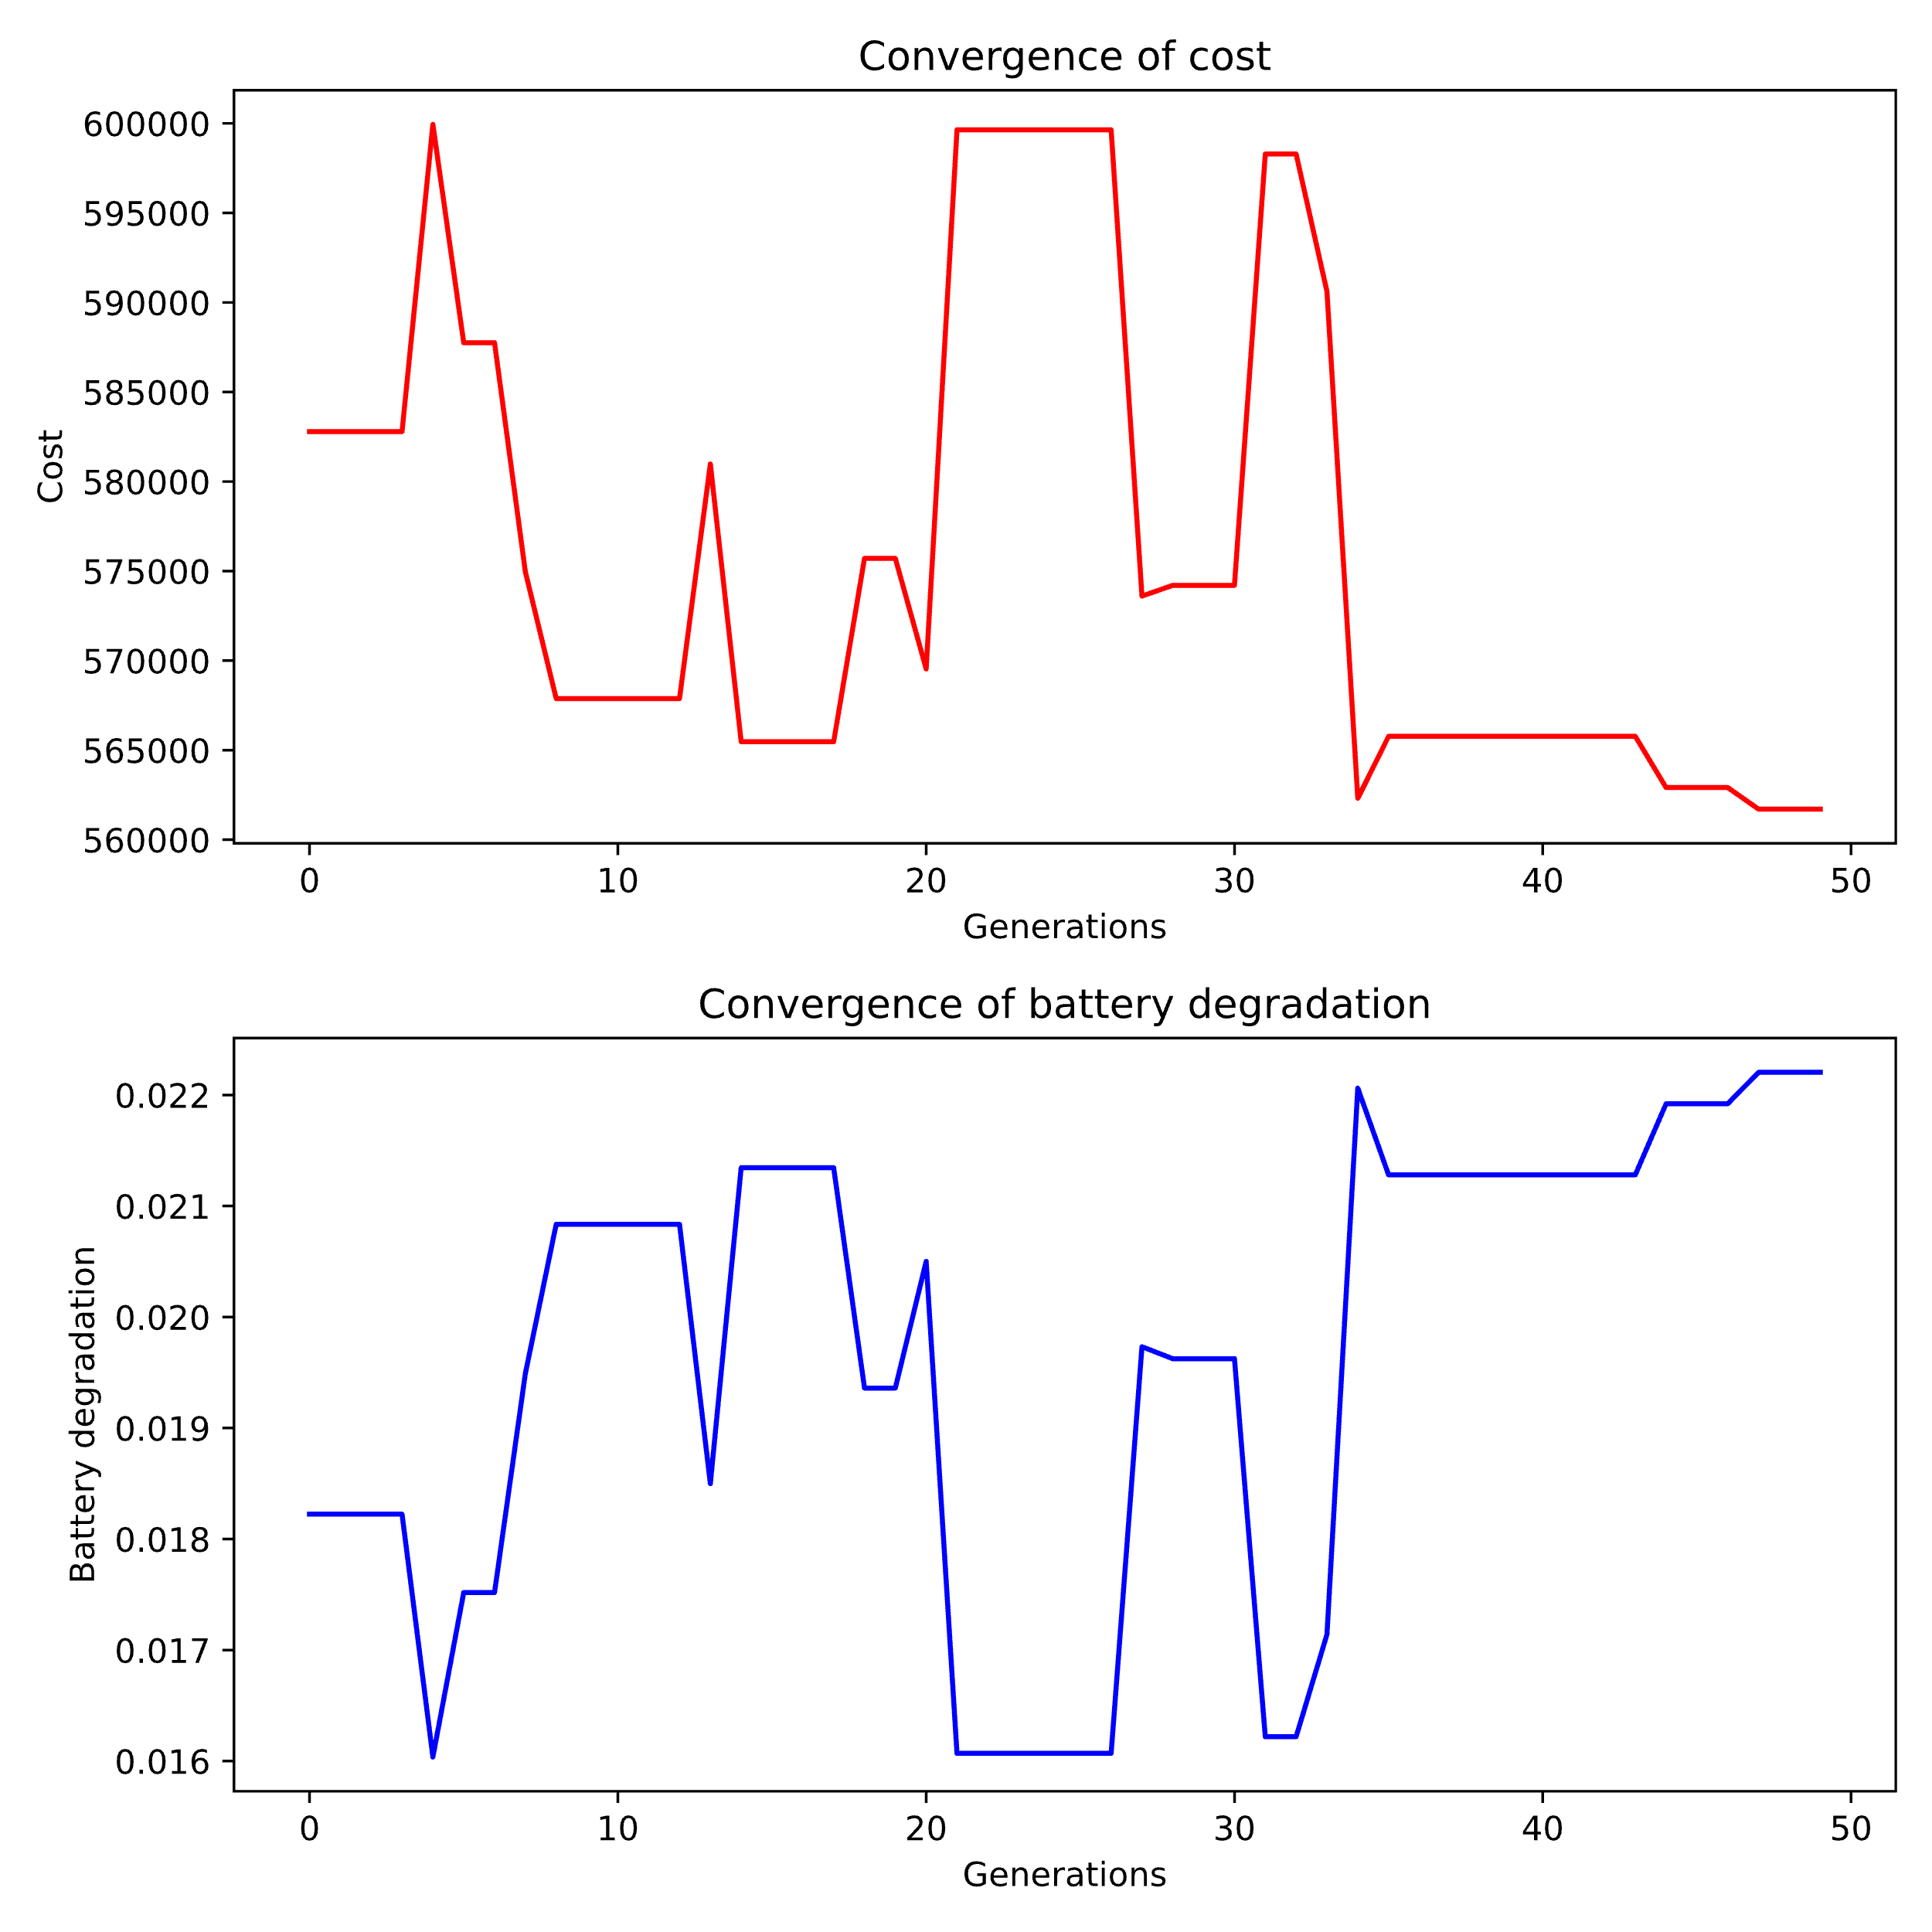 Convergence of cost
600000
595000
590000
585000
580000
575000
570000
565000
560000
Cost
0 10 20 30 40 50
Generations
Convergence of battery degradation
0.022
0.021
0.020
0.019
0.018
0.017
0.016
Battery degradation
0 10 20 30 40 50
Generations